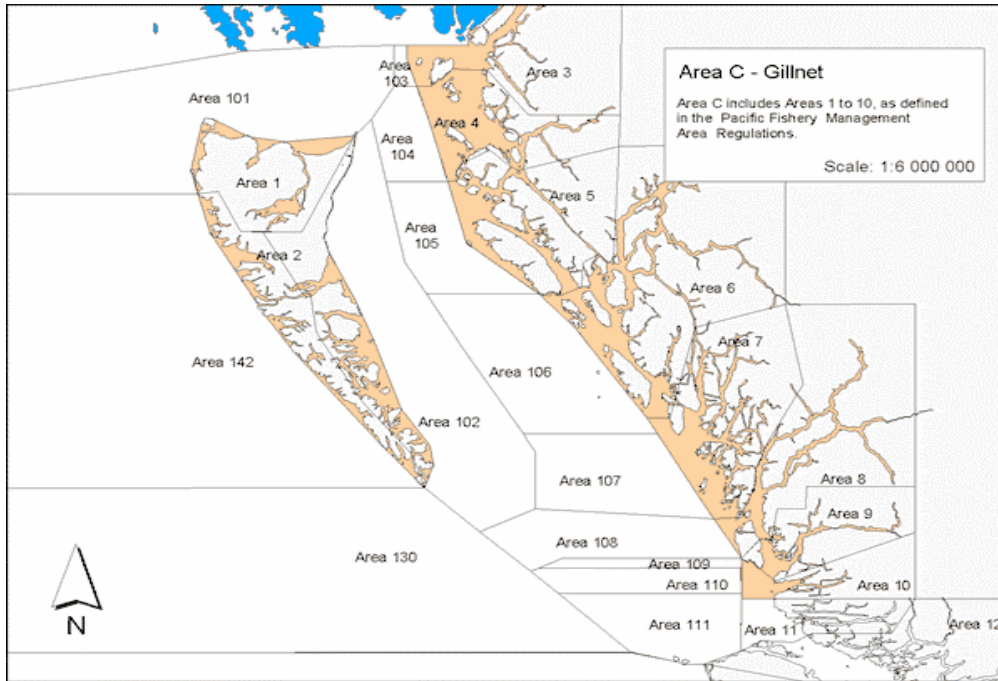 Area 103
Area 3
Area C - Gillnet
Area C includes Areas 1 to 10, as defined
in the Pacific Fishery Management
Area Regulations.
Scale: 1:6 000 000
Area 101
Area 4
Area 104
Area 1
Area 5
Area 105
Area 2
Area 6
Area 7
Area 142
Area 106
Area 102
Area 107
Area 8
Area 9
Area 108
Area 130
Area 109
Area 110
Area 10
N
Area 111
Area 11
Area 12